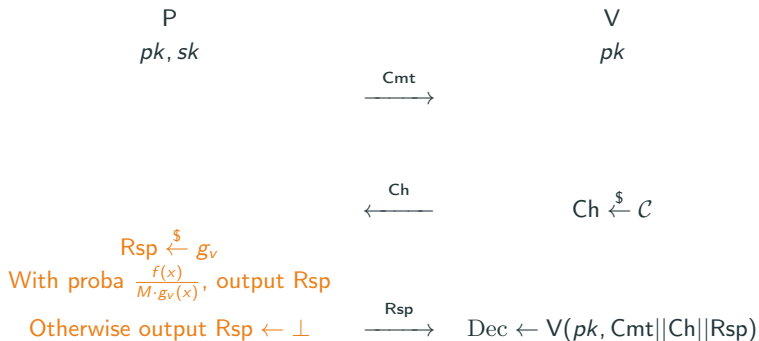 P V
pk, sk pk
Cmt
Ch
Ch $← C
Rsp $← g_v
With proba f(x)/(M·g_v(x)), output Rsp
Otherwise output Rsp ← ⊥
Rsp
Dec ← V(pk, Cmt||Ch||Rsp)